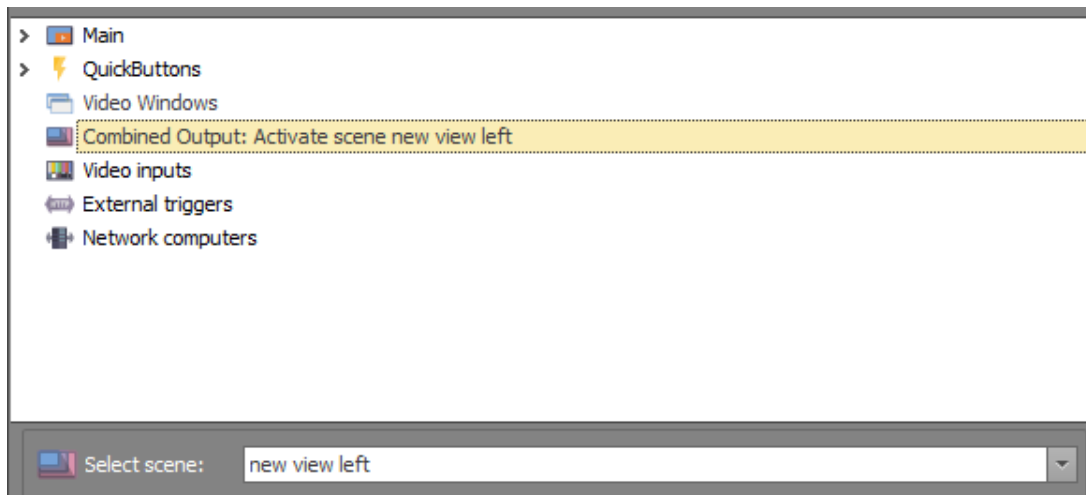 Main
QuickButtons
Video Windows
Combined Output: Activate scene new view left
Video inputs
External triggers
Network computers
Select scene: new view left